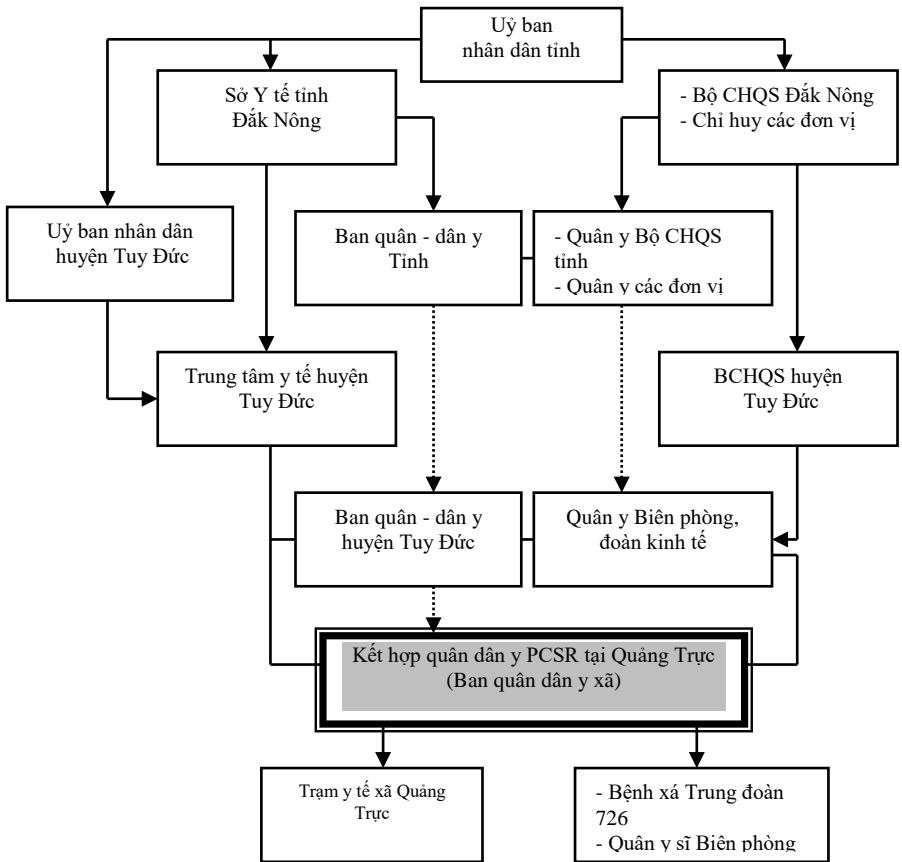 Uỷ ban
nhân dân tỉnh
Sở Y tế tỉnh
Đắk Nông
- Bộ CHQS Đắk Nông
- Chỉ huy các đơn vị
Uỷ ban nhân dân
huyện Tuy Đức
Ban quân - dân y
Tỉnh
- Quân y Bộ CHQS
tỉnh
- Quân y các đơn vị
Trung tâm y tế huyện
Tuy Đức
BCHQS huyện
Tuy Đức
Ban quân - dân y
huyện Tuy Đức
Quân y Biên phòng,
đoàn kinh tế
Kết hợp quân dân y PCSR tại Quảng Trực
(Ban quân dân y xã)
Trạm y tế xã Quảng
Trực
- Bệnh xá Trung đoàn
726
- Quân y sĩ Biên phòng